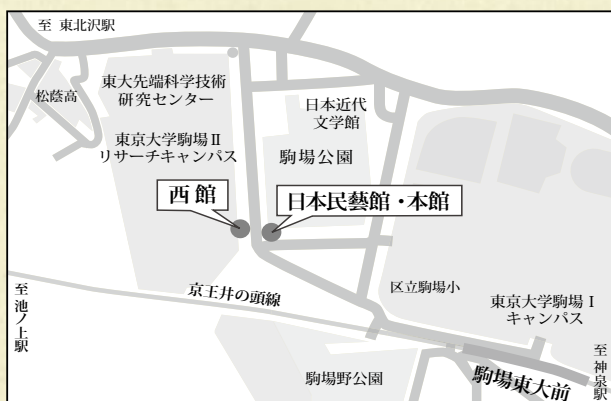 至 東北沢駅
松蔭高
東大先端科学技術
研究センター
日本近代
文学館
東京大学駒場Ⅱ
リサーチキャンパス
駒場公園
西館
日本民藝館・本館
京王井の頭線
区立駒場小
至 池ノ上駅
東京大学駒場Ⅰ
キャンパス
駒場野公園
駒場東大前
至 神泉駅